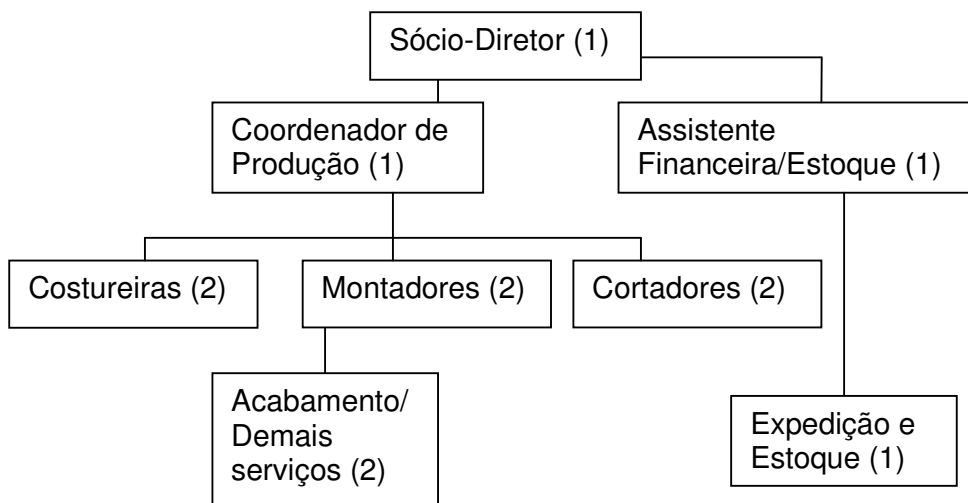 Sócio-Diretor (1)
Coordenador de
Produção (1)
Assistente
Financeira/Estoque (1)
Costureiras (2)
Montadores (2)
Cortadores (2)
Acabamento/
Demais
serviços (2)
Expedição e
Estoque (1)